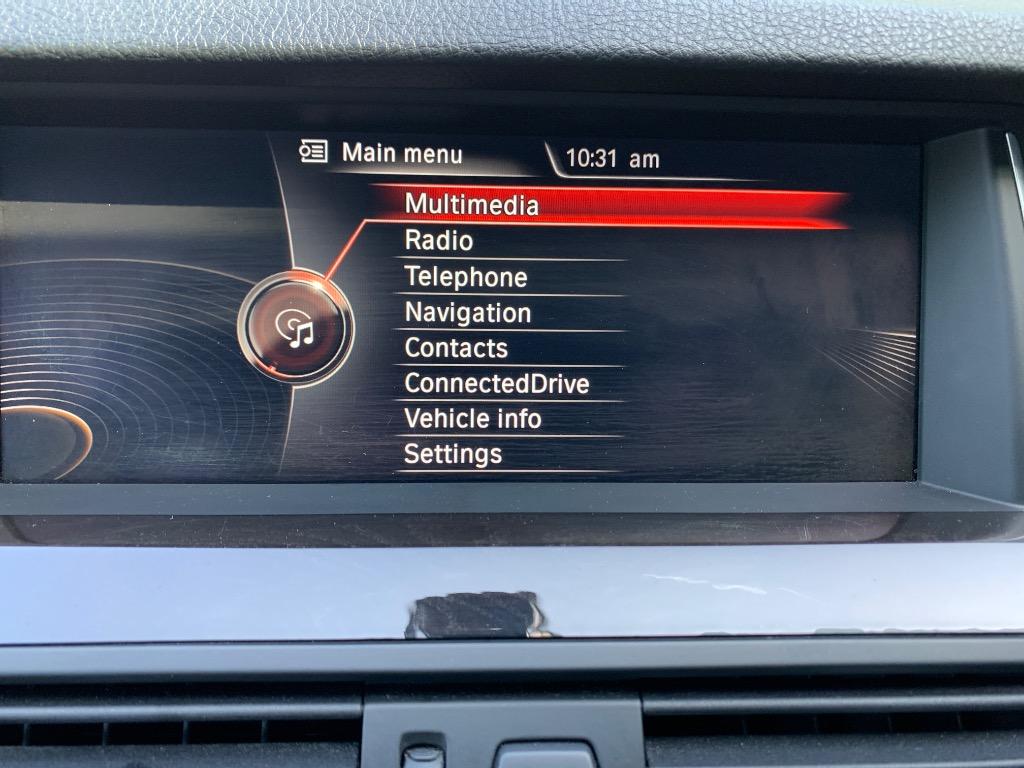 Main menu
10:31 am
Multimedia
Radio
Telephone
Navigation
Contacts
ConnectedDrive
Vehicle info
Settings